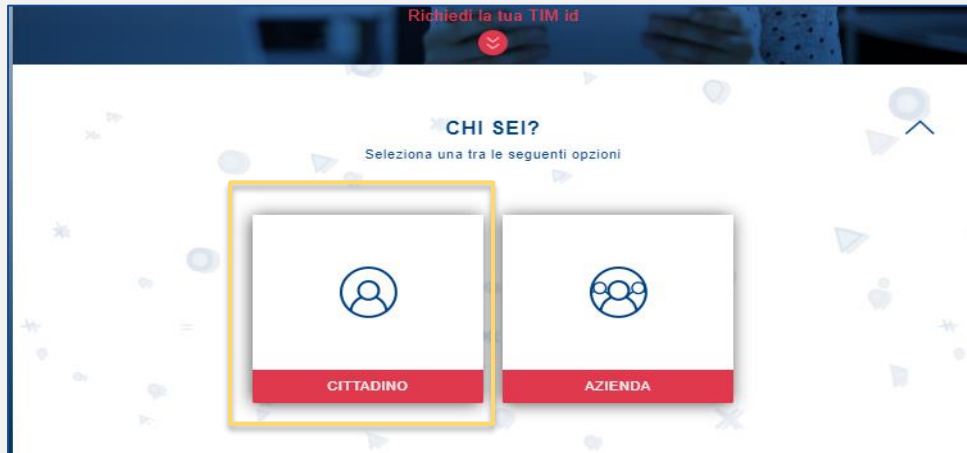 Richiedi la tua TIM id
CHI SEI?
Seleziona una tra le seguenti opzioni
CITTADINO
AZIENDA